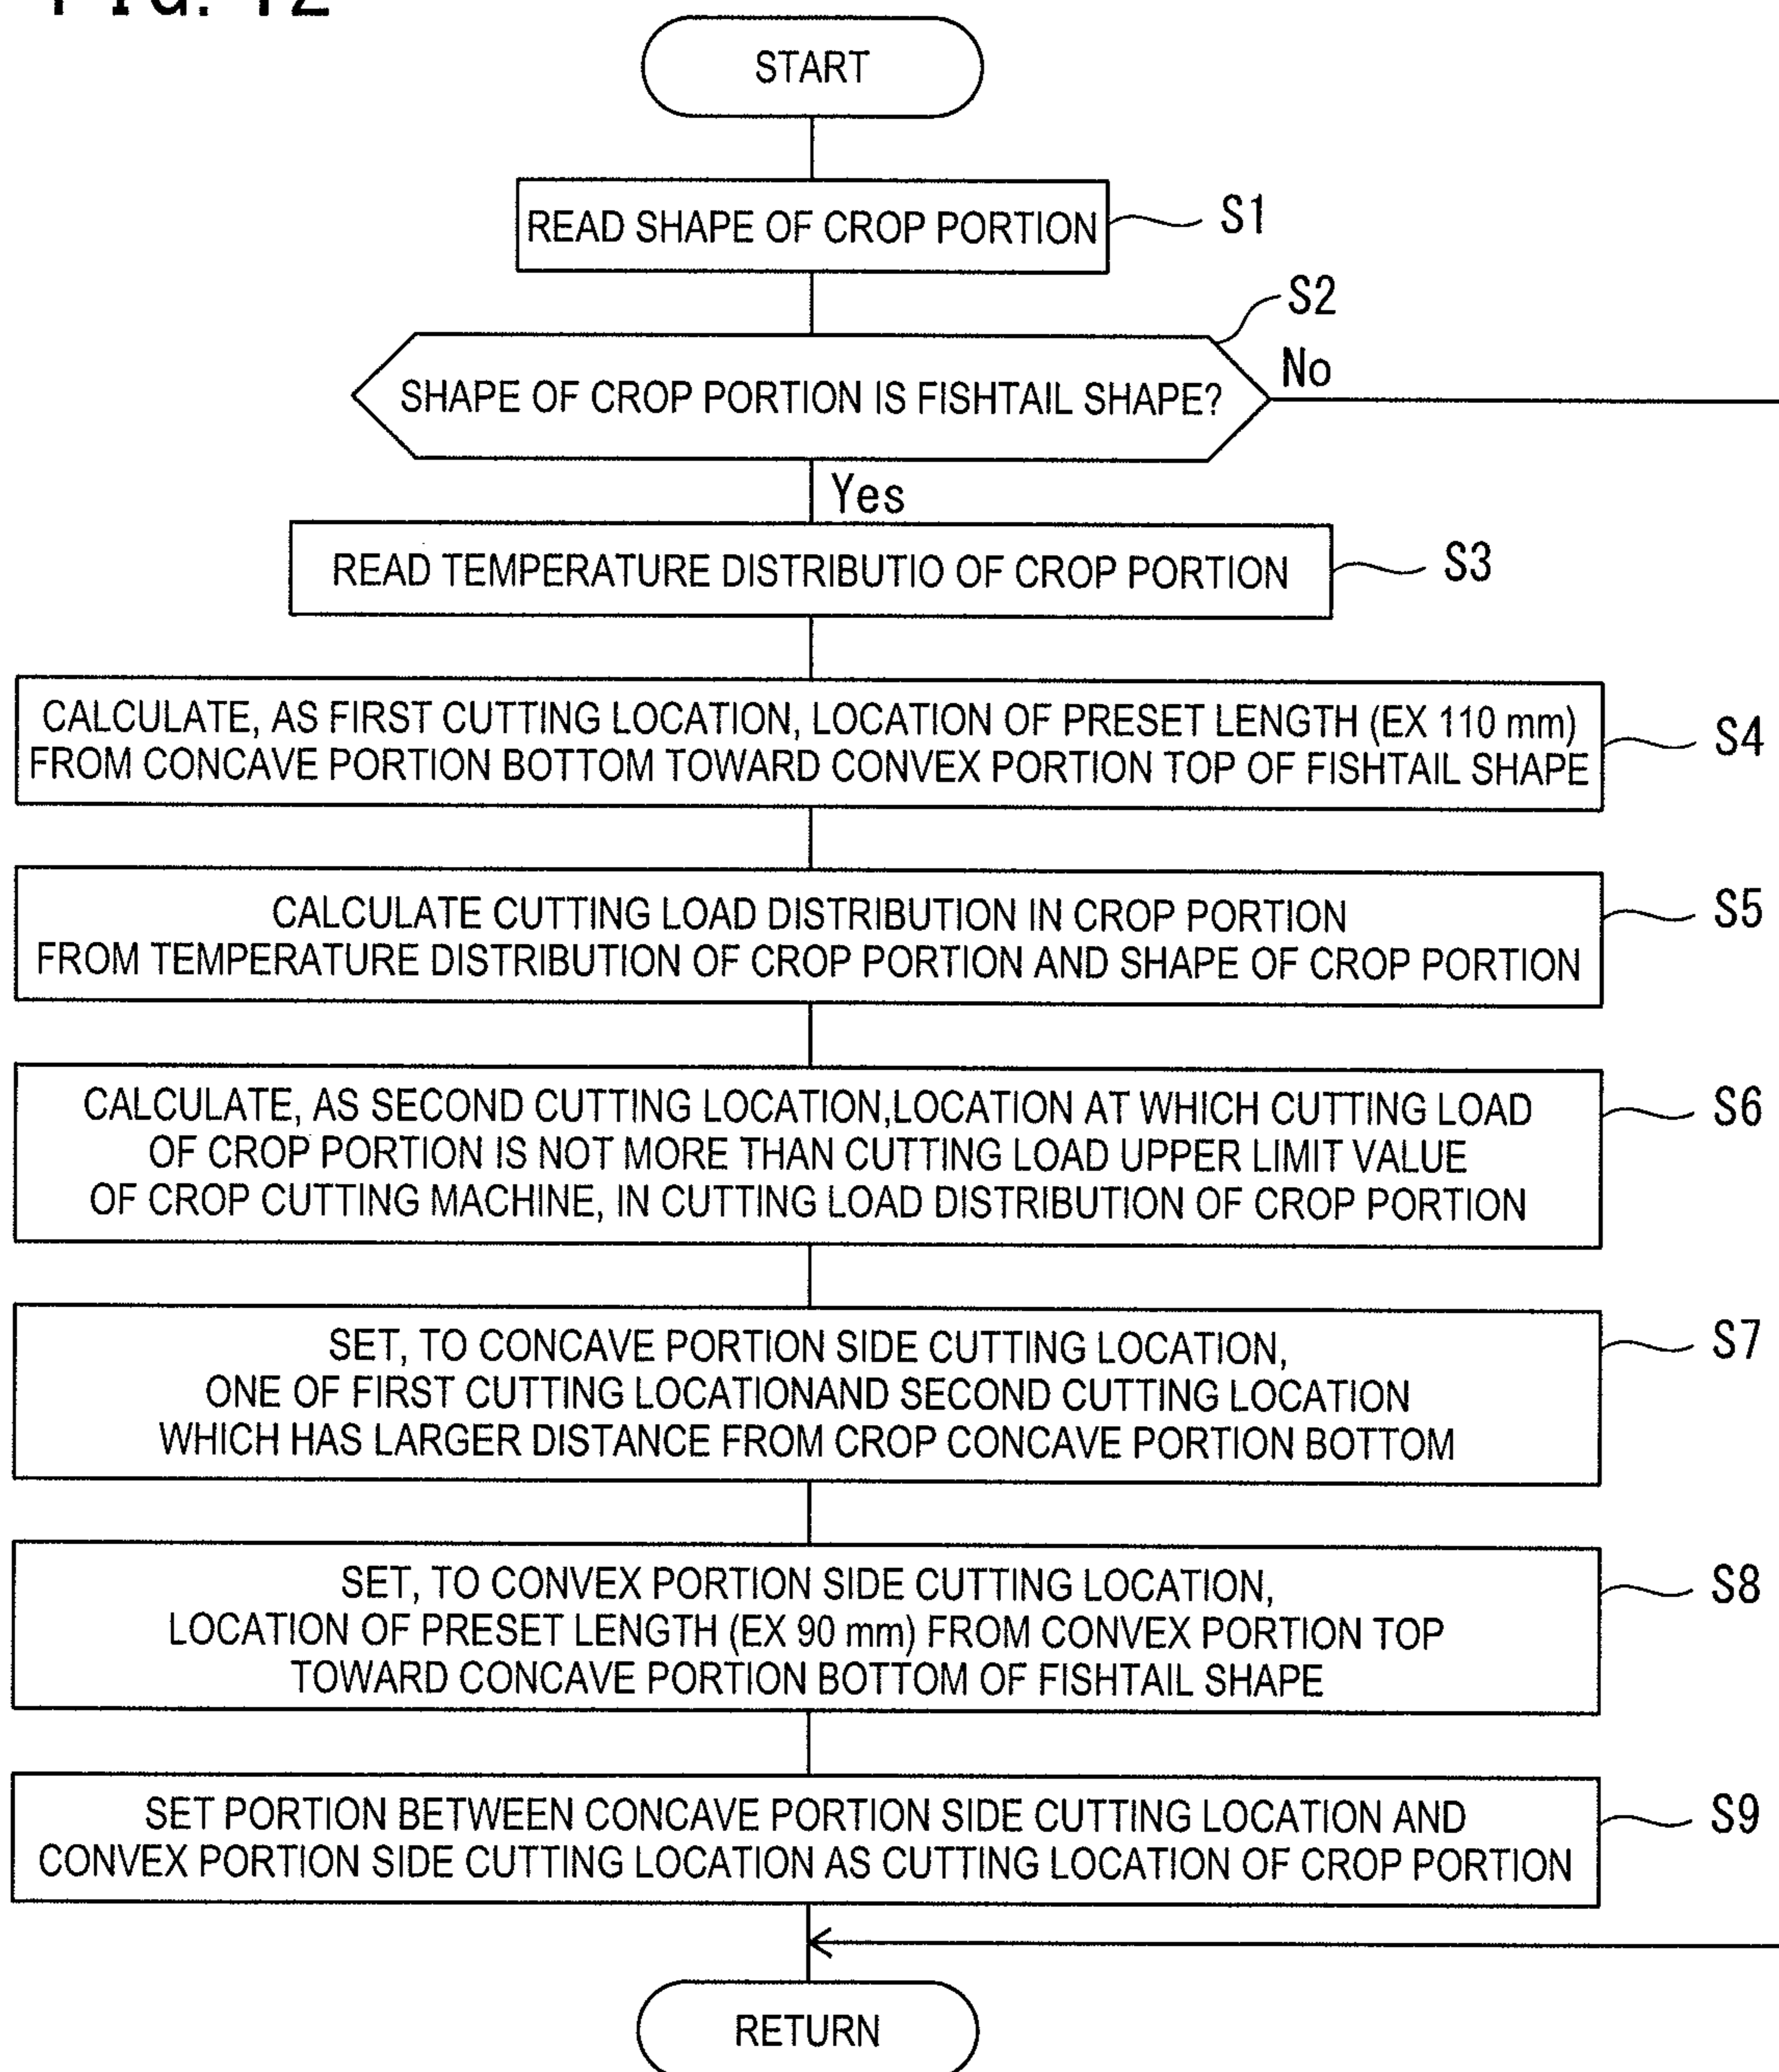 FIG. 12
START
READ SHAPE OF CROP PORTION
S1
S2
SHAPE OF CROP PORTION IS FISHTAIL SHAPE?
No
Yes
READ TEMPERATURE DISTRIBUTIO OF CROP PORTION
S3
CALCULATE, AS FIRST CUTTING LOCATION, LOCATION OF PRESET LENGTH (EX 110 mm)
FROM CONCAVE PORTION BOTTOM TOWARD CONVEX PORTION TOP OF FISHTAIL SHAPE
S4
CALCULATE CUTTING LOAD DISTRIBUTION IN CROP PORTION
FROM TEMPERATURE DISTRIBUTION OF CROP PORTION AND SHAPE OF CROP PORTION
S5
CALCULATE, AS SECOND CUTTING LOCATION,LOCATION AT WHICH CUTTING LOAD
OF CROP PORTION IS NOT MORE THAN CUTTING LOAD UPPER LIMIT VALUE
OF CROP CUTTING MACHINE, IN CUTTING LOAD DISTRIBUTION OF CROP PORTION
S6
SET, TO CONCAVE PORTION SIDE CUTTING LOCATION,
ONE OF FIRST CUTTING LOCATIONAND SECOND CUTTING LOCATION
WHICH HAS LARGER DISTANCE FROM CROP CONCAVE PORTION BOTTOM
S7
SET, TO CONVEX PORTION SIDE CUTTING LOCATION,
LOCATION OF PRESET LENGTH (EX 90 mm) FROM CONVEX PORTION TOP
TOWARD CONCAVE PORTION BOTTOM OF FISHTAIL SHAPE
S8
SET PORTION BETWEEN CONCAVE PORTION SIDE CUTTING LOCATION AND
CONVEX PORTION SIDE CUTTING LOCATION AS CUTTING LOCATION OF CROP PORTION
S9
RETURN